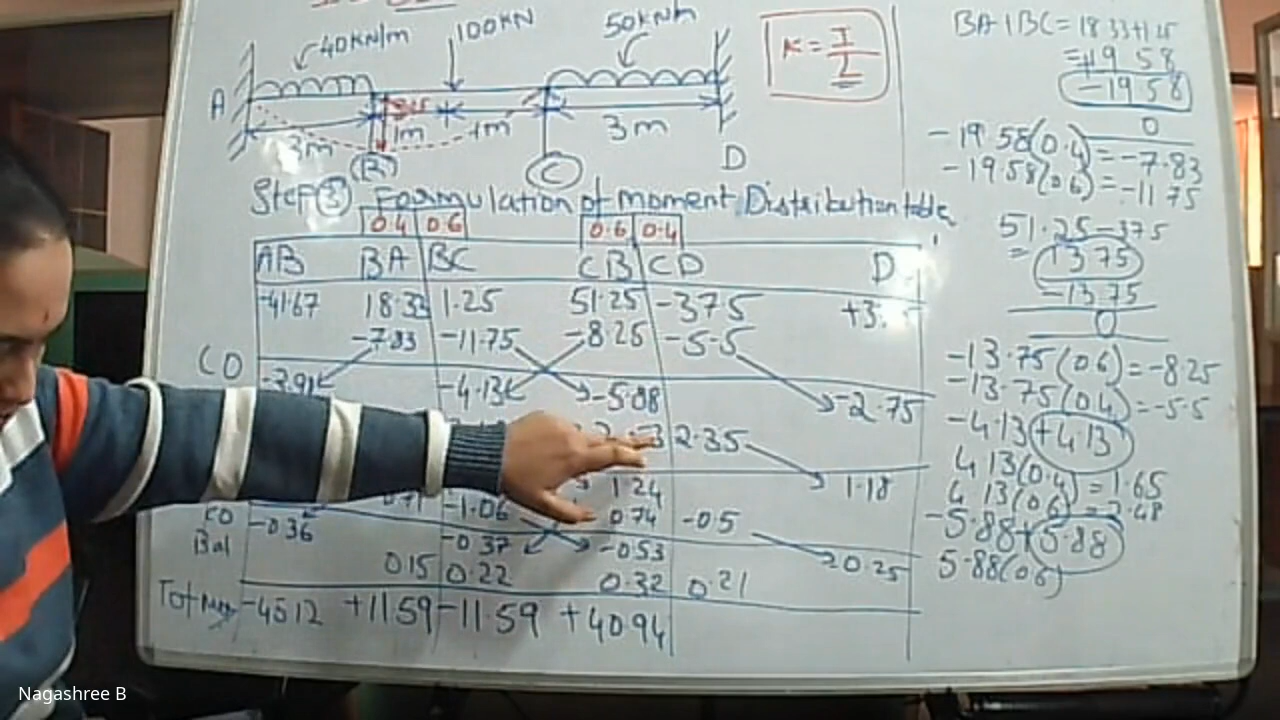 40KN/m
100KN
50KN/m
K = I/L
A
3m
1m
1m
3m
(B)
C
D
Step ③ Formulation of moment Distribution table
0.4 0.6 0.6 0.4
AB BA BC CB CD D
-41.67 18.33 1.25 51.25 -37.5
-7.83 -11.75 -8.25 -5.5
CO -3.91 -4.13 -5.88 -2.75
2.35
1.24 1.18
-1.06 0.74 -0.5
CO -0.36 -0.37 -0.53 -0.25
Bal 0.15 0.22 0.32 0.21
-45.12 +11.59 -11.59 +40.94
BA + BC = 18.33+1.25
= +19.58
-19.58
0
-19.58(0.4) = -7.83
-19.58(0.6) = -11.75
51.25-37.5
= 13.75
-13.75
0
-13.75(0.6) = -8.25
-13.75(0.4) = -5.5
-4.13 +4.13
4.13(0.4) = 1.65
4.13(0.6) = 2.48
-5.88+5.88
5.88(0.6)
Nagashree B